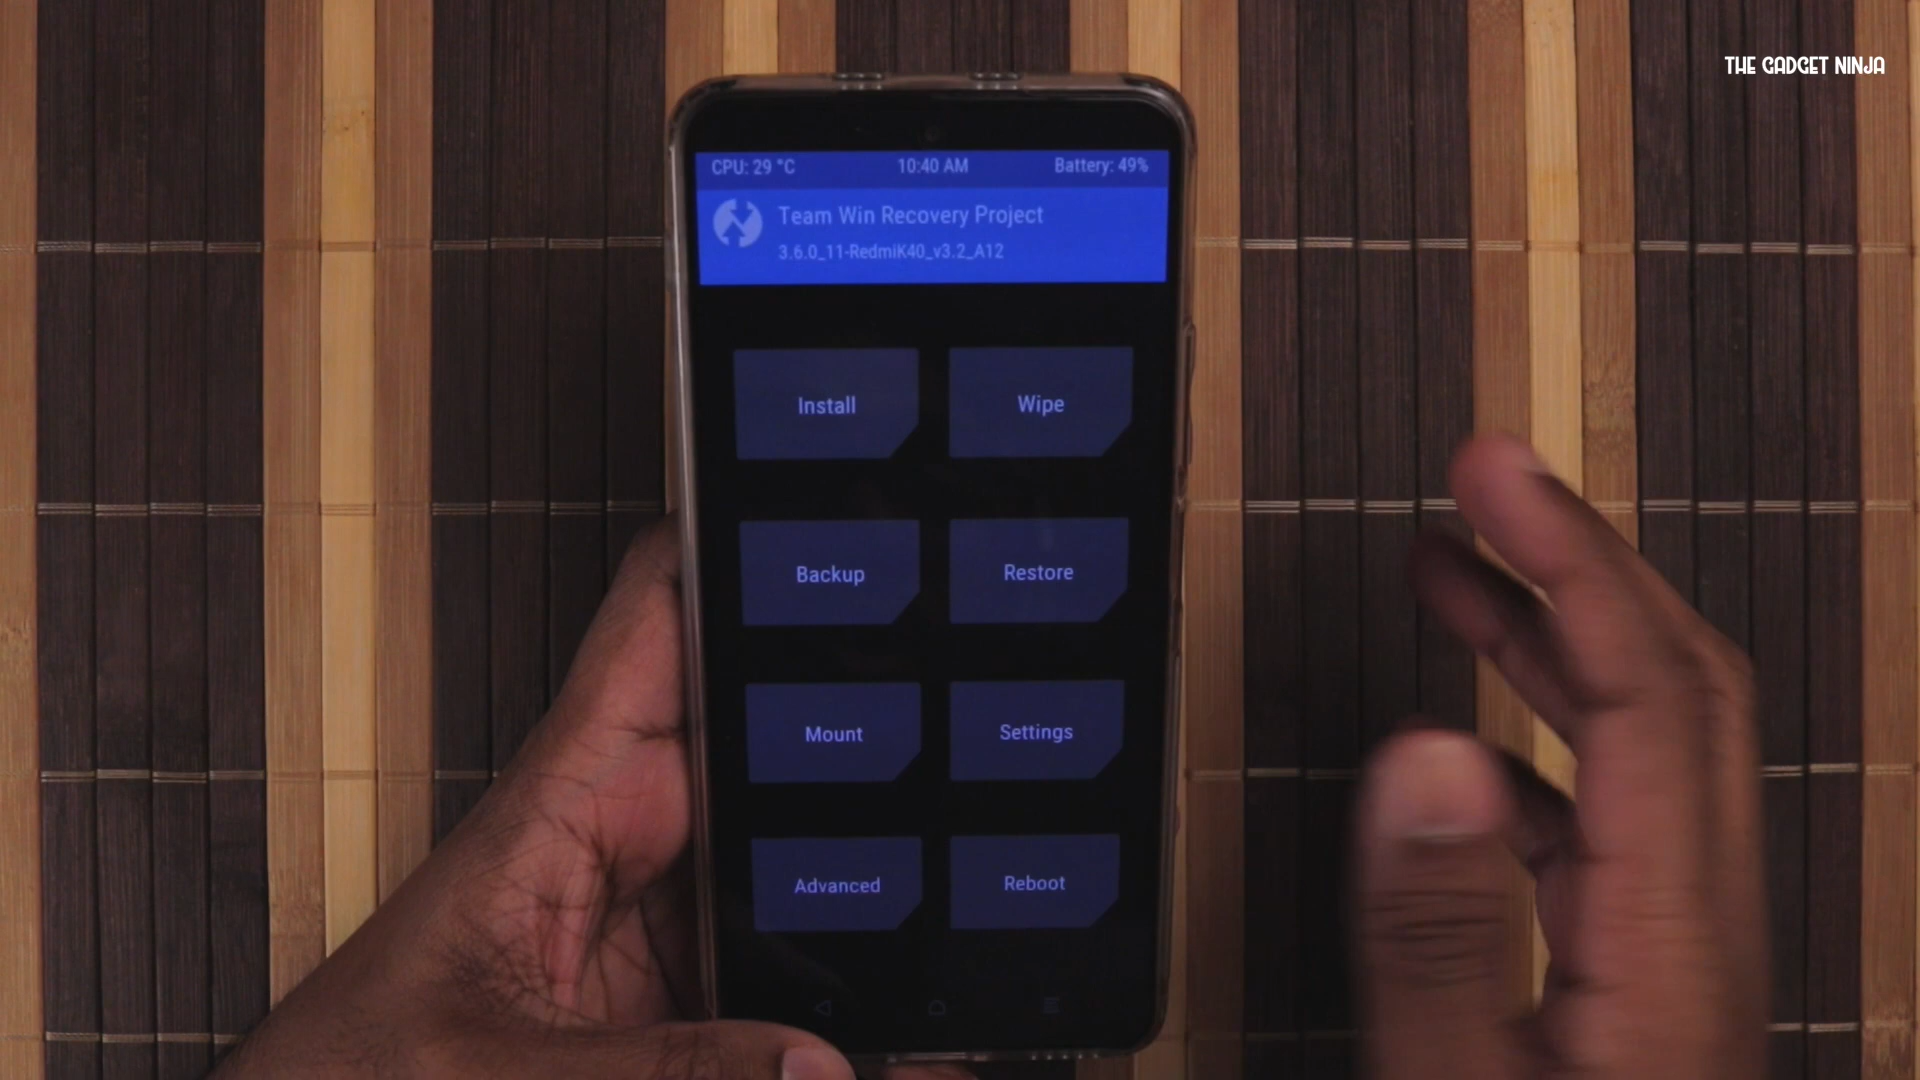 THE GADGET NINJA
CPU: 29 °C 10:40 AM Battery: 49%
Team Win Recovery Project
3.6.0_11-RedmiK40_v3.2_A12
Install Wipe
Backup Restore
Mount Settings
Advanced Reboot